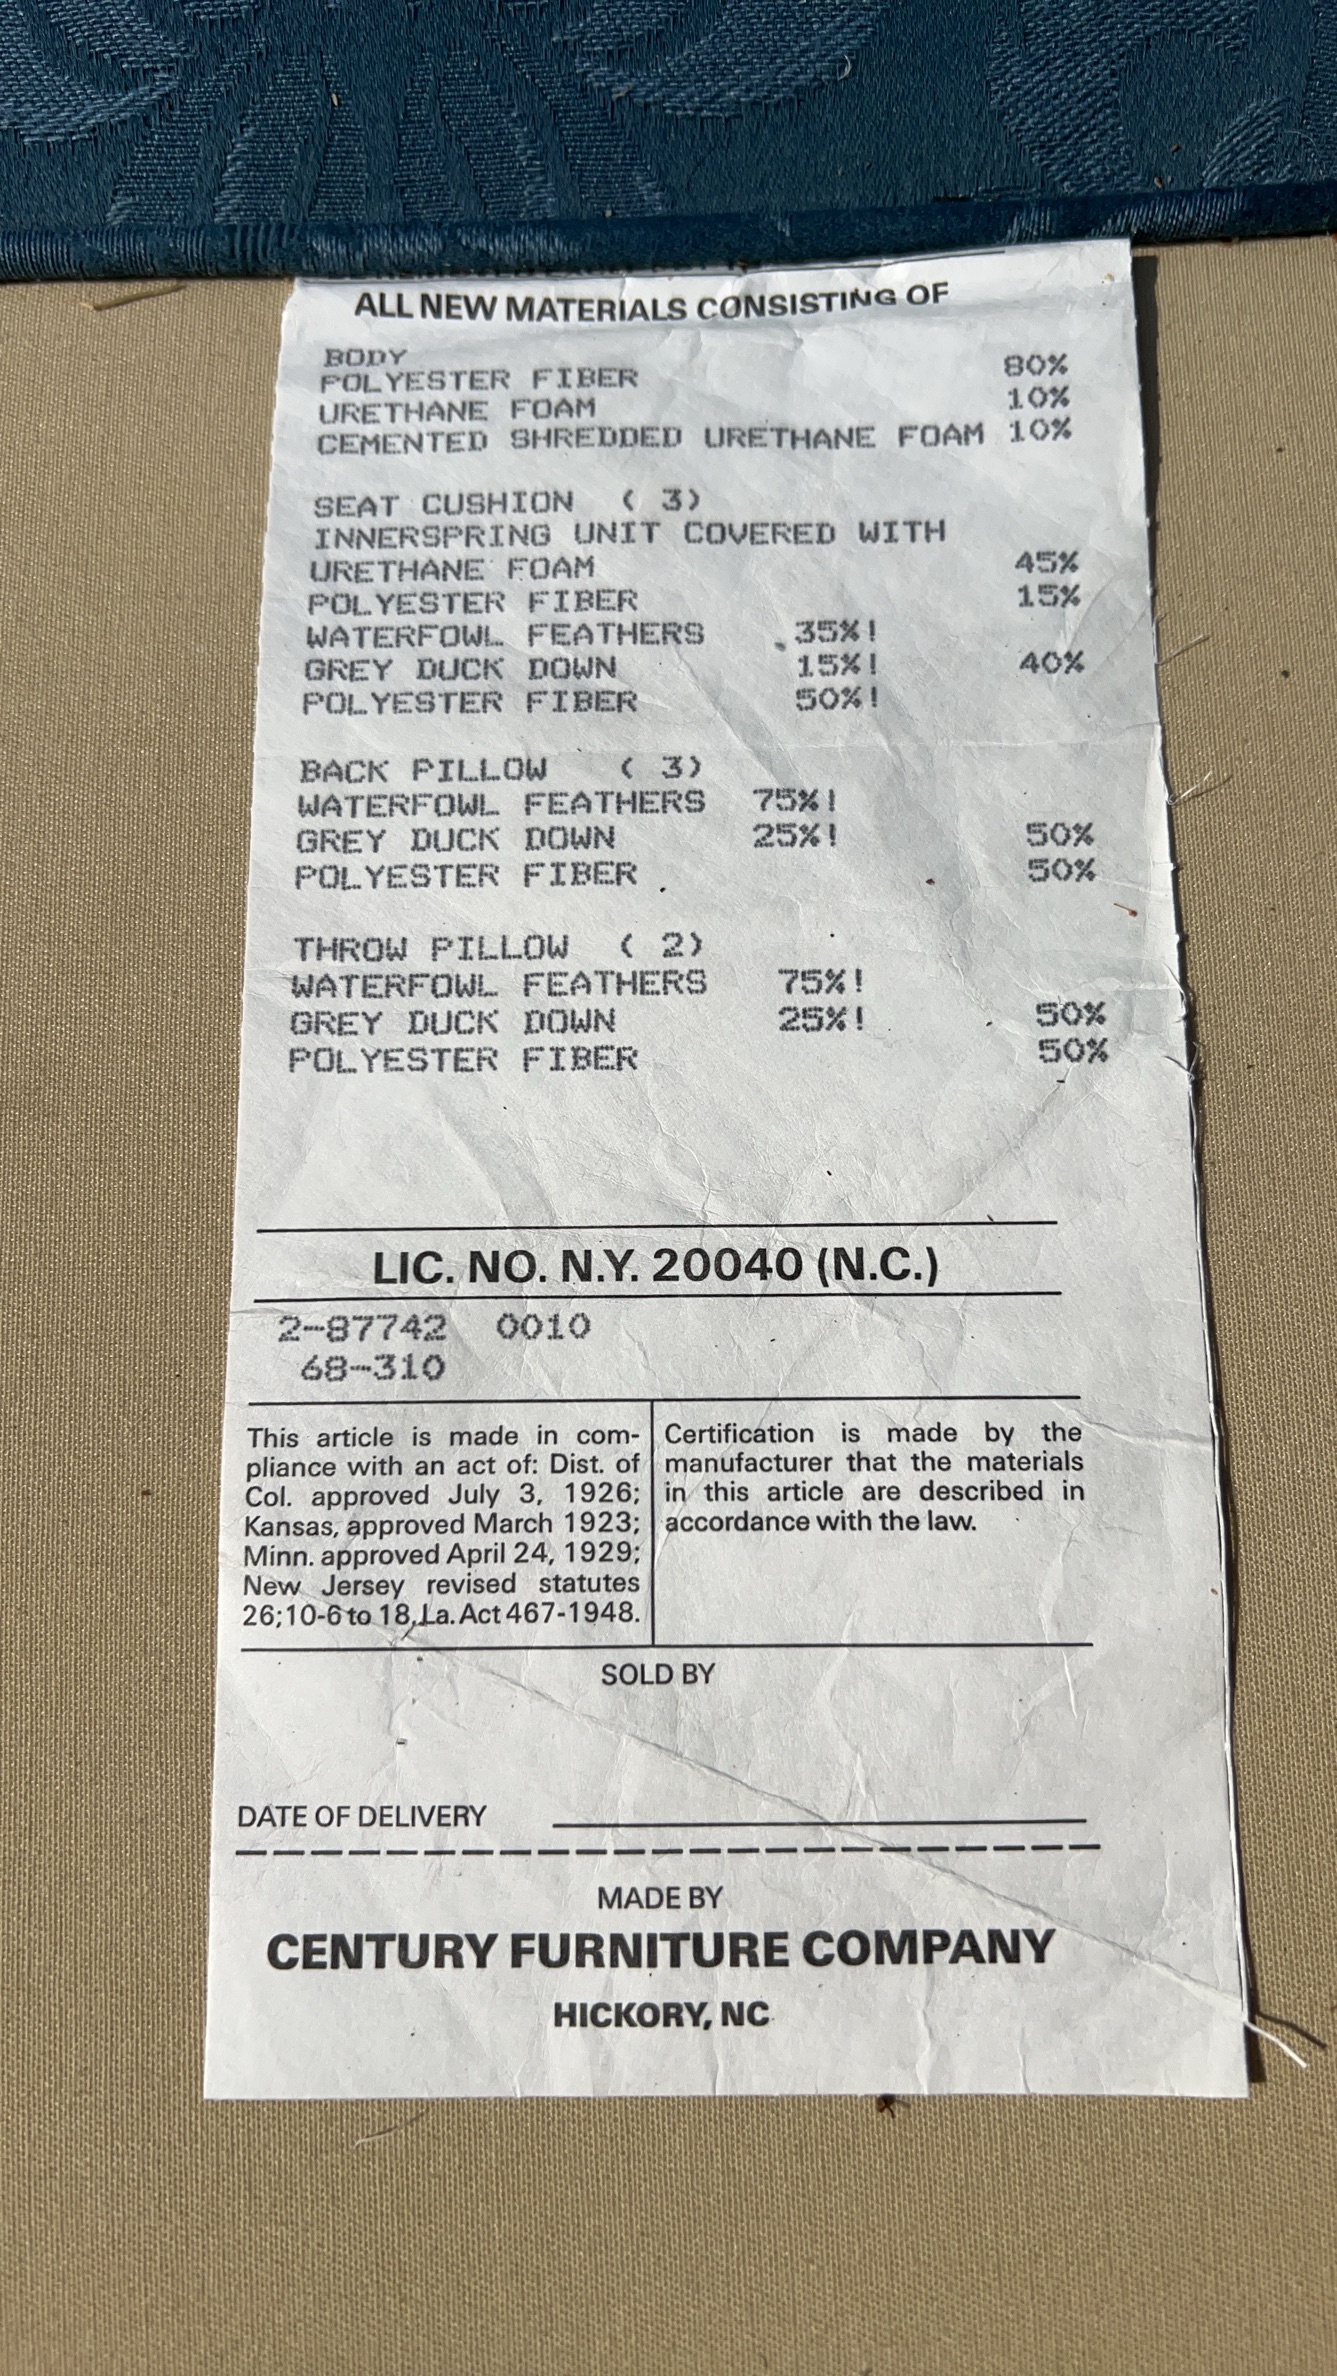 ALL NEW MATERIALS CONSISTING OF
BODY
POLYESTER FIBER 80%
URETHANE FOAM 10%
CEMENTED SHREDDED URETHANE FOAM 10%
SEAT CUSHION ( 3)
INNERSPRING UNIT COVERED WITH
URETHANE FOAM 45%
POLYESTER FIBER 15%
WATERFOWL FEATHERS 35%!
GREY DUCK DOWN 15%! 40%
POLYESTER FIBER 50%!
BACK PILLOW ( 3)
WATERFOWL FEATHERS 75%!
GREY DUCK DOWN 25%! 50%
POLYESTER FIBER 50%
THROW PILLOW ( 2)
WATERFOWL FEATHERS 75%!
GREY DUCK DOWN 25%! 50%
POLYESTER FIBER 50%
LIC. NO. N.Y. 20040 (N.C.)
2-87742 0010
68-310
This article is made in com-
pliance with an act of: Dist. of
Col. approved July 3, 1926;
Kansas, approved March 1923;
Minn. approved April 24, 1929;
New Jersey revised statutes
26;10-6 to 18, La. Act 467-1948.
Certification is made by the
manufacturer that the materials
in this article are described in
accordance with the law.
SOLD BY
DATE OF DELIVERY
MADE BY
CENTURY FURNITURE COMPANY
HICKORY, NC